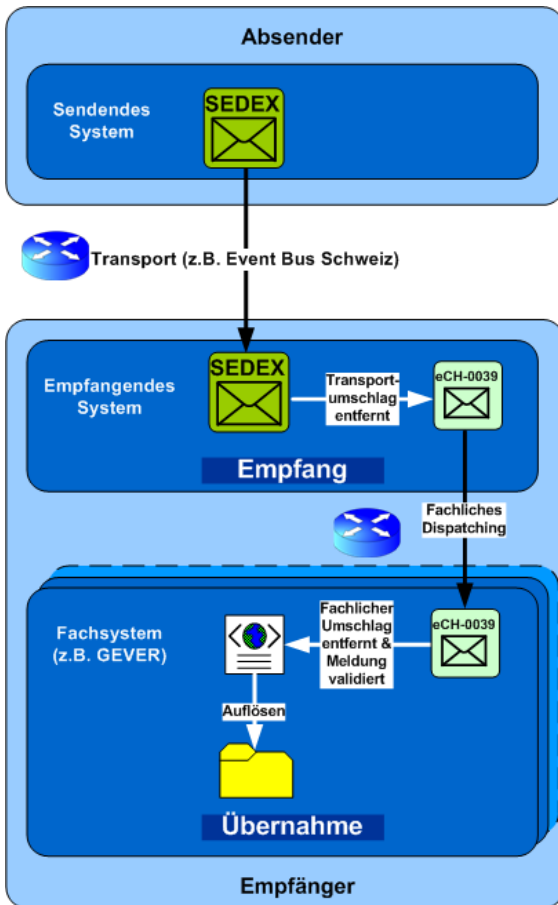 Absender
Sendendes
System
SEDEX
Transport (z.B. Event Bus Schweiz)
Empfangendes
System
SEDEX
Transport-
umschlag
entfernt
eCH-0039
Empfang
Fachliches
Dispatching
Fachsystem
(z.B. GEVER)
Fachlicher
Umschlag
entfernt &
Meldung
validiert
eCH-0039
Auflösen
Übernahme
Empfänger